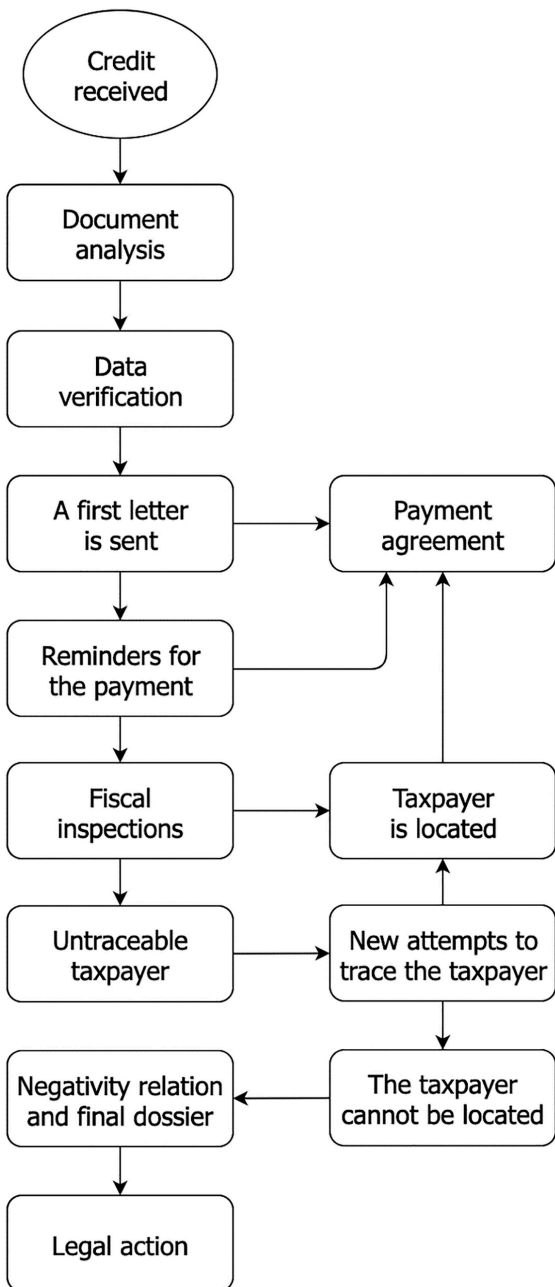 Credit
received
Document
analysis
Data
verification
A first letter
is sent
Payment
agreement
Reminders for
the payment
Fiscal
inspections
Taxpayer
is located
Untraceable
taxpayer
New attempts to
trace the taxpayer
Negativity relation
and final dossier
The taxpayer
cannot be located
Legal action